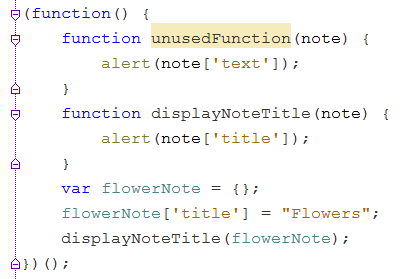 (function() {
    function unusedFunction(note) {
        alert(note['text']);
    }
    function displayNoteTitle(note) {
        alert(note['title']);
    }
    var flowerNote = {};
    flowerNote['title'] = "Flowers";
    displayNoteTitle(flowerNote);
})();